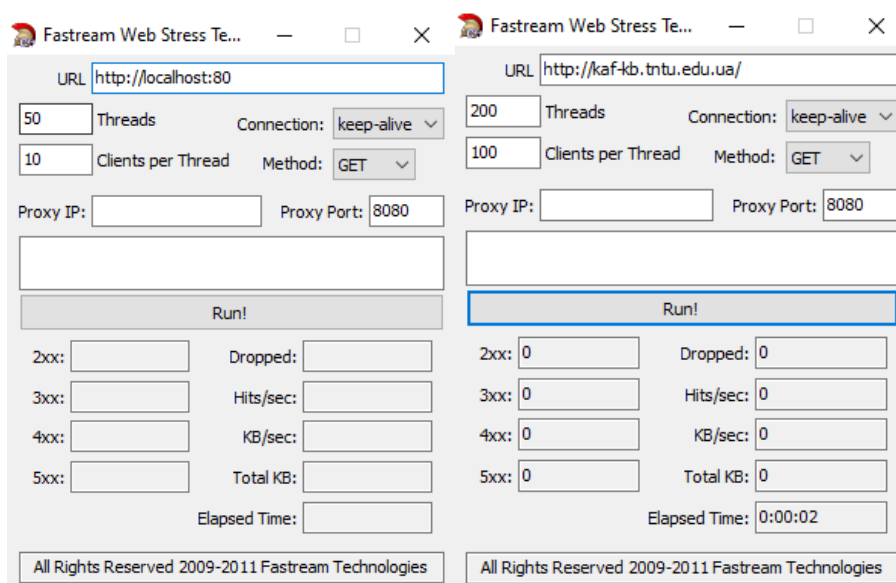 Fastream Web Stress Te...
URL http://localhost:80
50 Threads Connection: keep-alive
10 Clients per Thread Method: GET
Proxy IP: Proxy Port: 8080
Run!
2xx: Dropped:
3xx: Hits/sec:
4xx: KB/sec:
5xx: Total KB:
Elapsed Time:
All Rights Reserved 2009-2011 Fastream Technologies
Fastream Web Stress Te...
URL http://kaf-kb.tntu.edu.ua/
200 Threads Connection: keep-alive
100 Clients per Thread Method: GET
Proxy IP: Proxy Port: 8080
Run!
2xx: 0 Dropped: 0
3xx: 0 Hits/sec: 0
4xx: 0 KB/sec: 0
5xx: 0 Total KB: 0
Elapsed Time: 0:00:02
All Rights Reserved 2009-2011 Fastream Technologies